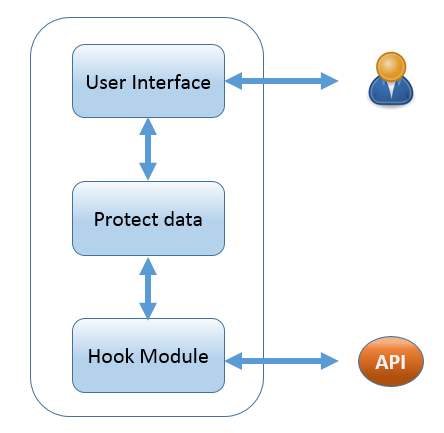 User Interface
Protect data
Hook Module
API